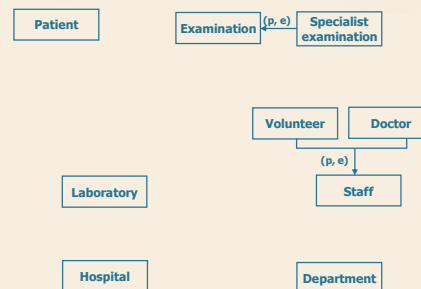 Patient
Examination
(p, e)
Specialist
examination
Volunteer
Doctor
(p, e)
Laboratory
Staff
Hospital
Department